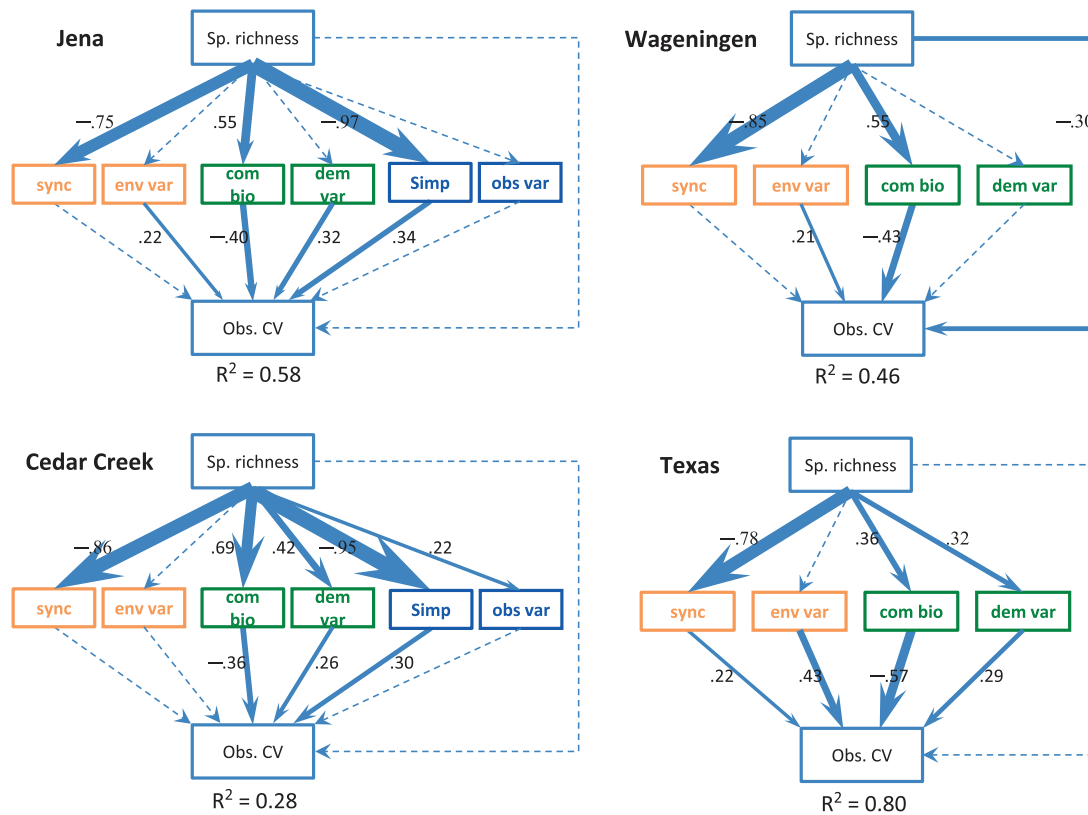 Jena
Sp. richness
—.75
.55
—.97
sync
env var
com
bio
dem
var
Simp
obs var
.22
—.40
.32
.34
Obs. CV
R² = 0.58
Wageningen
Sp. richness
—.85
.55
—.30
sync
env var
com bio
dem var
.21
—.43
Obs. CV
R² = 0.46
Cedar Creek
Sp. richness
—.86
.69
.42
—.95
.22
sync
env var
com
bio
dem
var
Simp
obs var
—.36
.26
.30
Obs. CV
R² = 0.28
Texas
Sp. richness
—.78
.36
.32
sync
env var
com bio
dem var
.22
.43
—.57
.29
Obs. CV
R² = 0.80